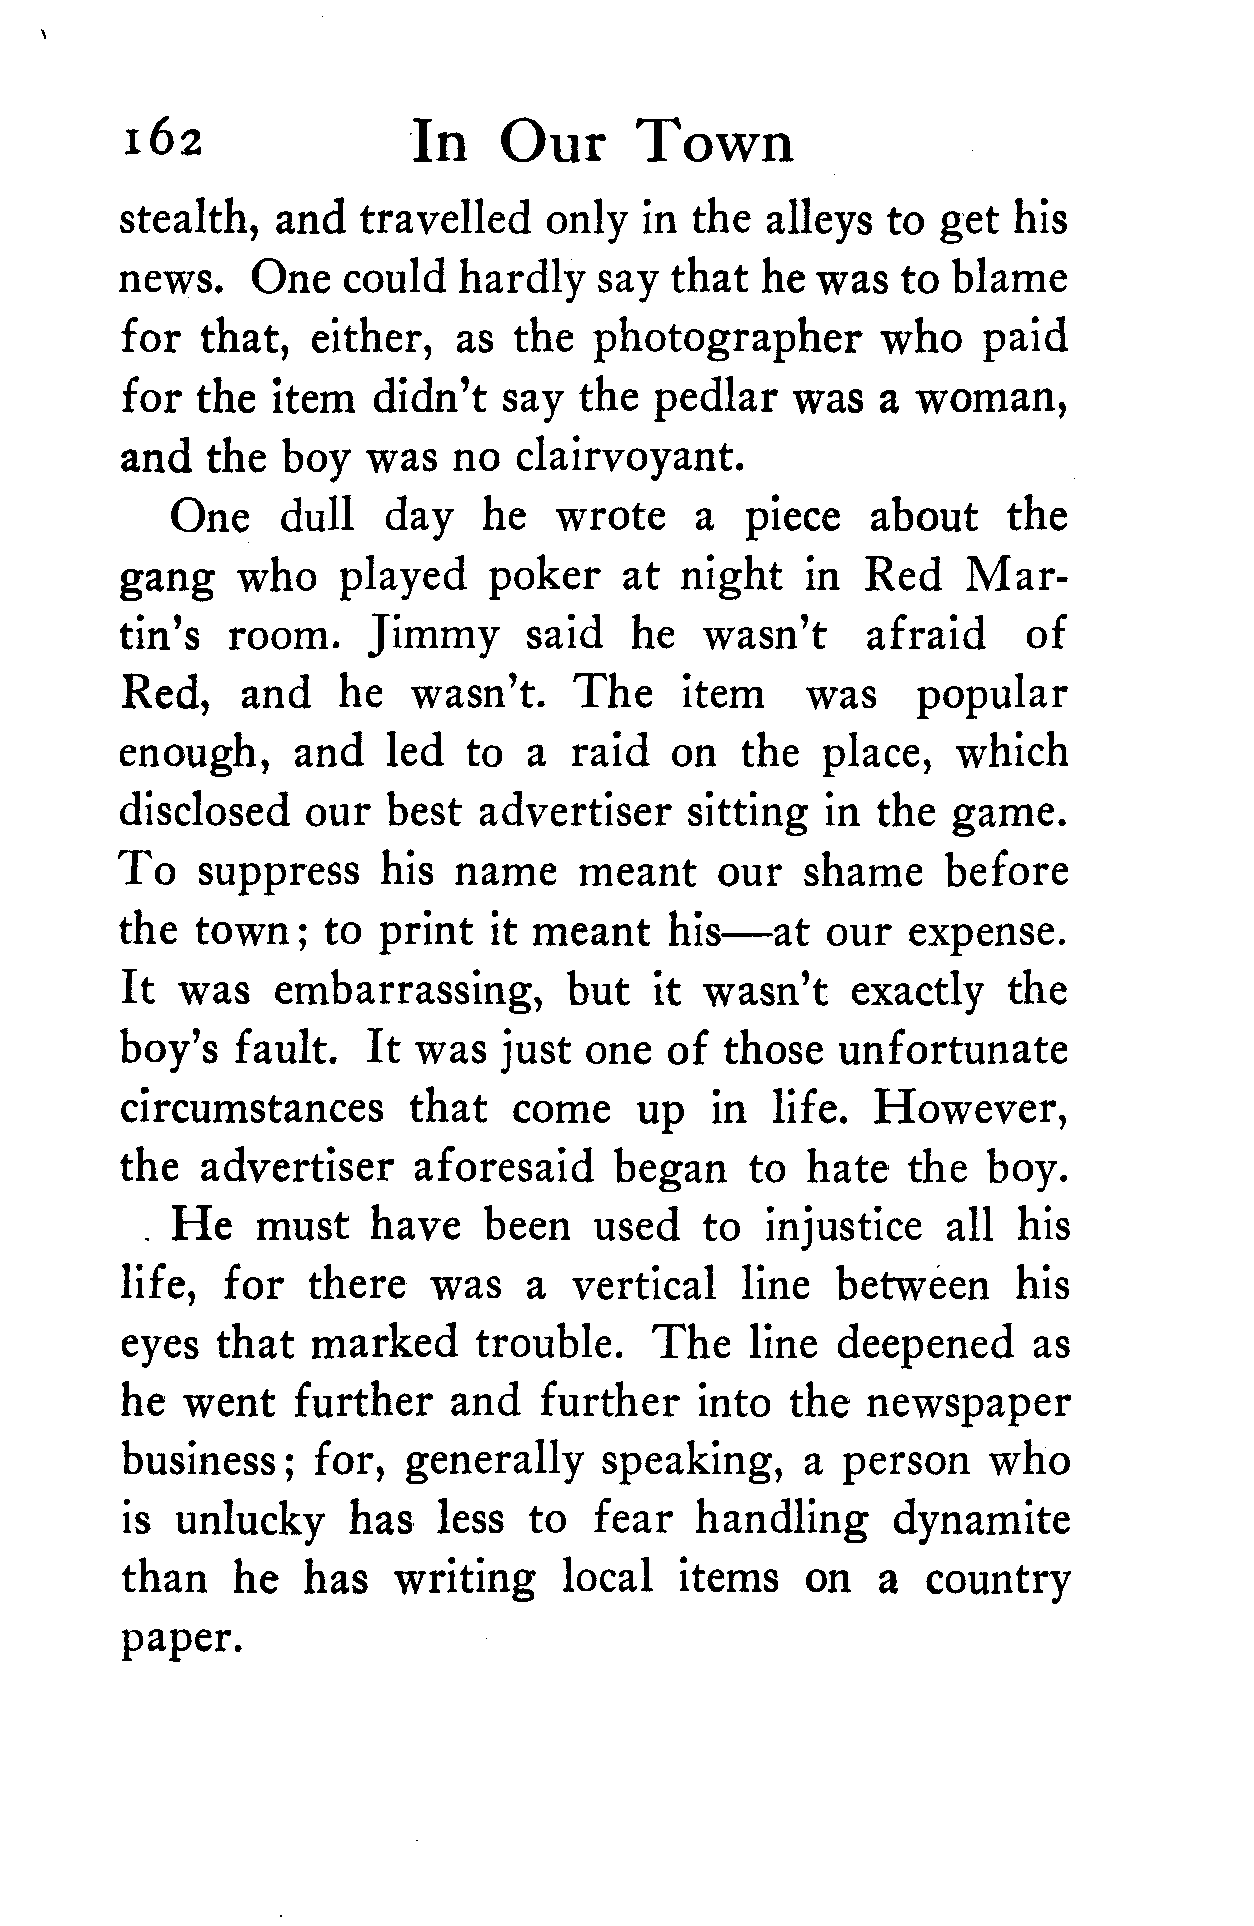 162 In Our Town
stealth, and travelled only in the alleys to get his
news. One could hardly say that he was to blame
for that, either, as the photographer who paid
for the item didn't say the pedlar was a woman,
and the boy was no clairvoyant.
One dull day he wrote a piece about the
gang who played poker at night in Red Mar-
tin's room. Jimmy said he wasn't afraid of
Red, and he wasn't. The item was popular
enough, and led to a raid on the place, which
disclosed our best advertiser sitting in the game.
To suppress his name meant our shame before
the town; to print it meant his—at our expense.
It was embarrassing, but it wasn't exactly the
boy's fault. It was just one of those unfortunate
circumstances that come up in life. However,
the advertiser aforesaid began to hate the boy.
He must have been used to injustice all his
life, for there was a vertical line between his
eyes that marked trouble. The line deepened as
he went further and further into the newspaper
business; for, generally speaking, a person who
is unlucky has less to fear handling dynamite
than he has writing local items on a country
paper.